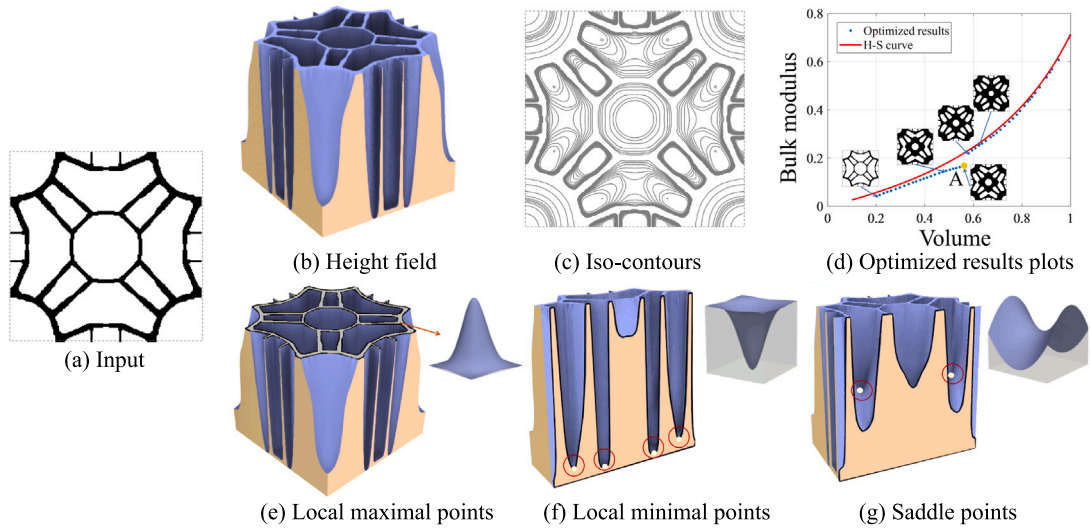 (a) Input
(b) Height field
(c) Iso-contours
Optimized results
H-S curve
Bulk modulus
0.8
0.6
0.4
0.2
0
A
0 0.2 0.4 0.6 0.8 1
Volume
(d) Optimized results plots
(e) Local maximal points
(f) Local minimal points
(g) Saddle points